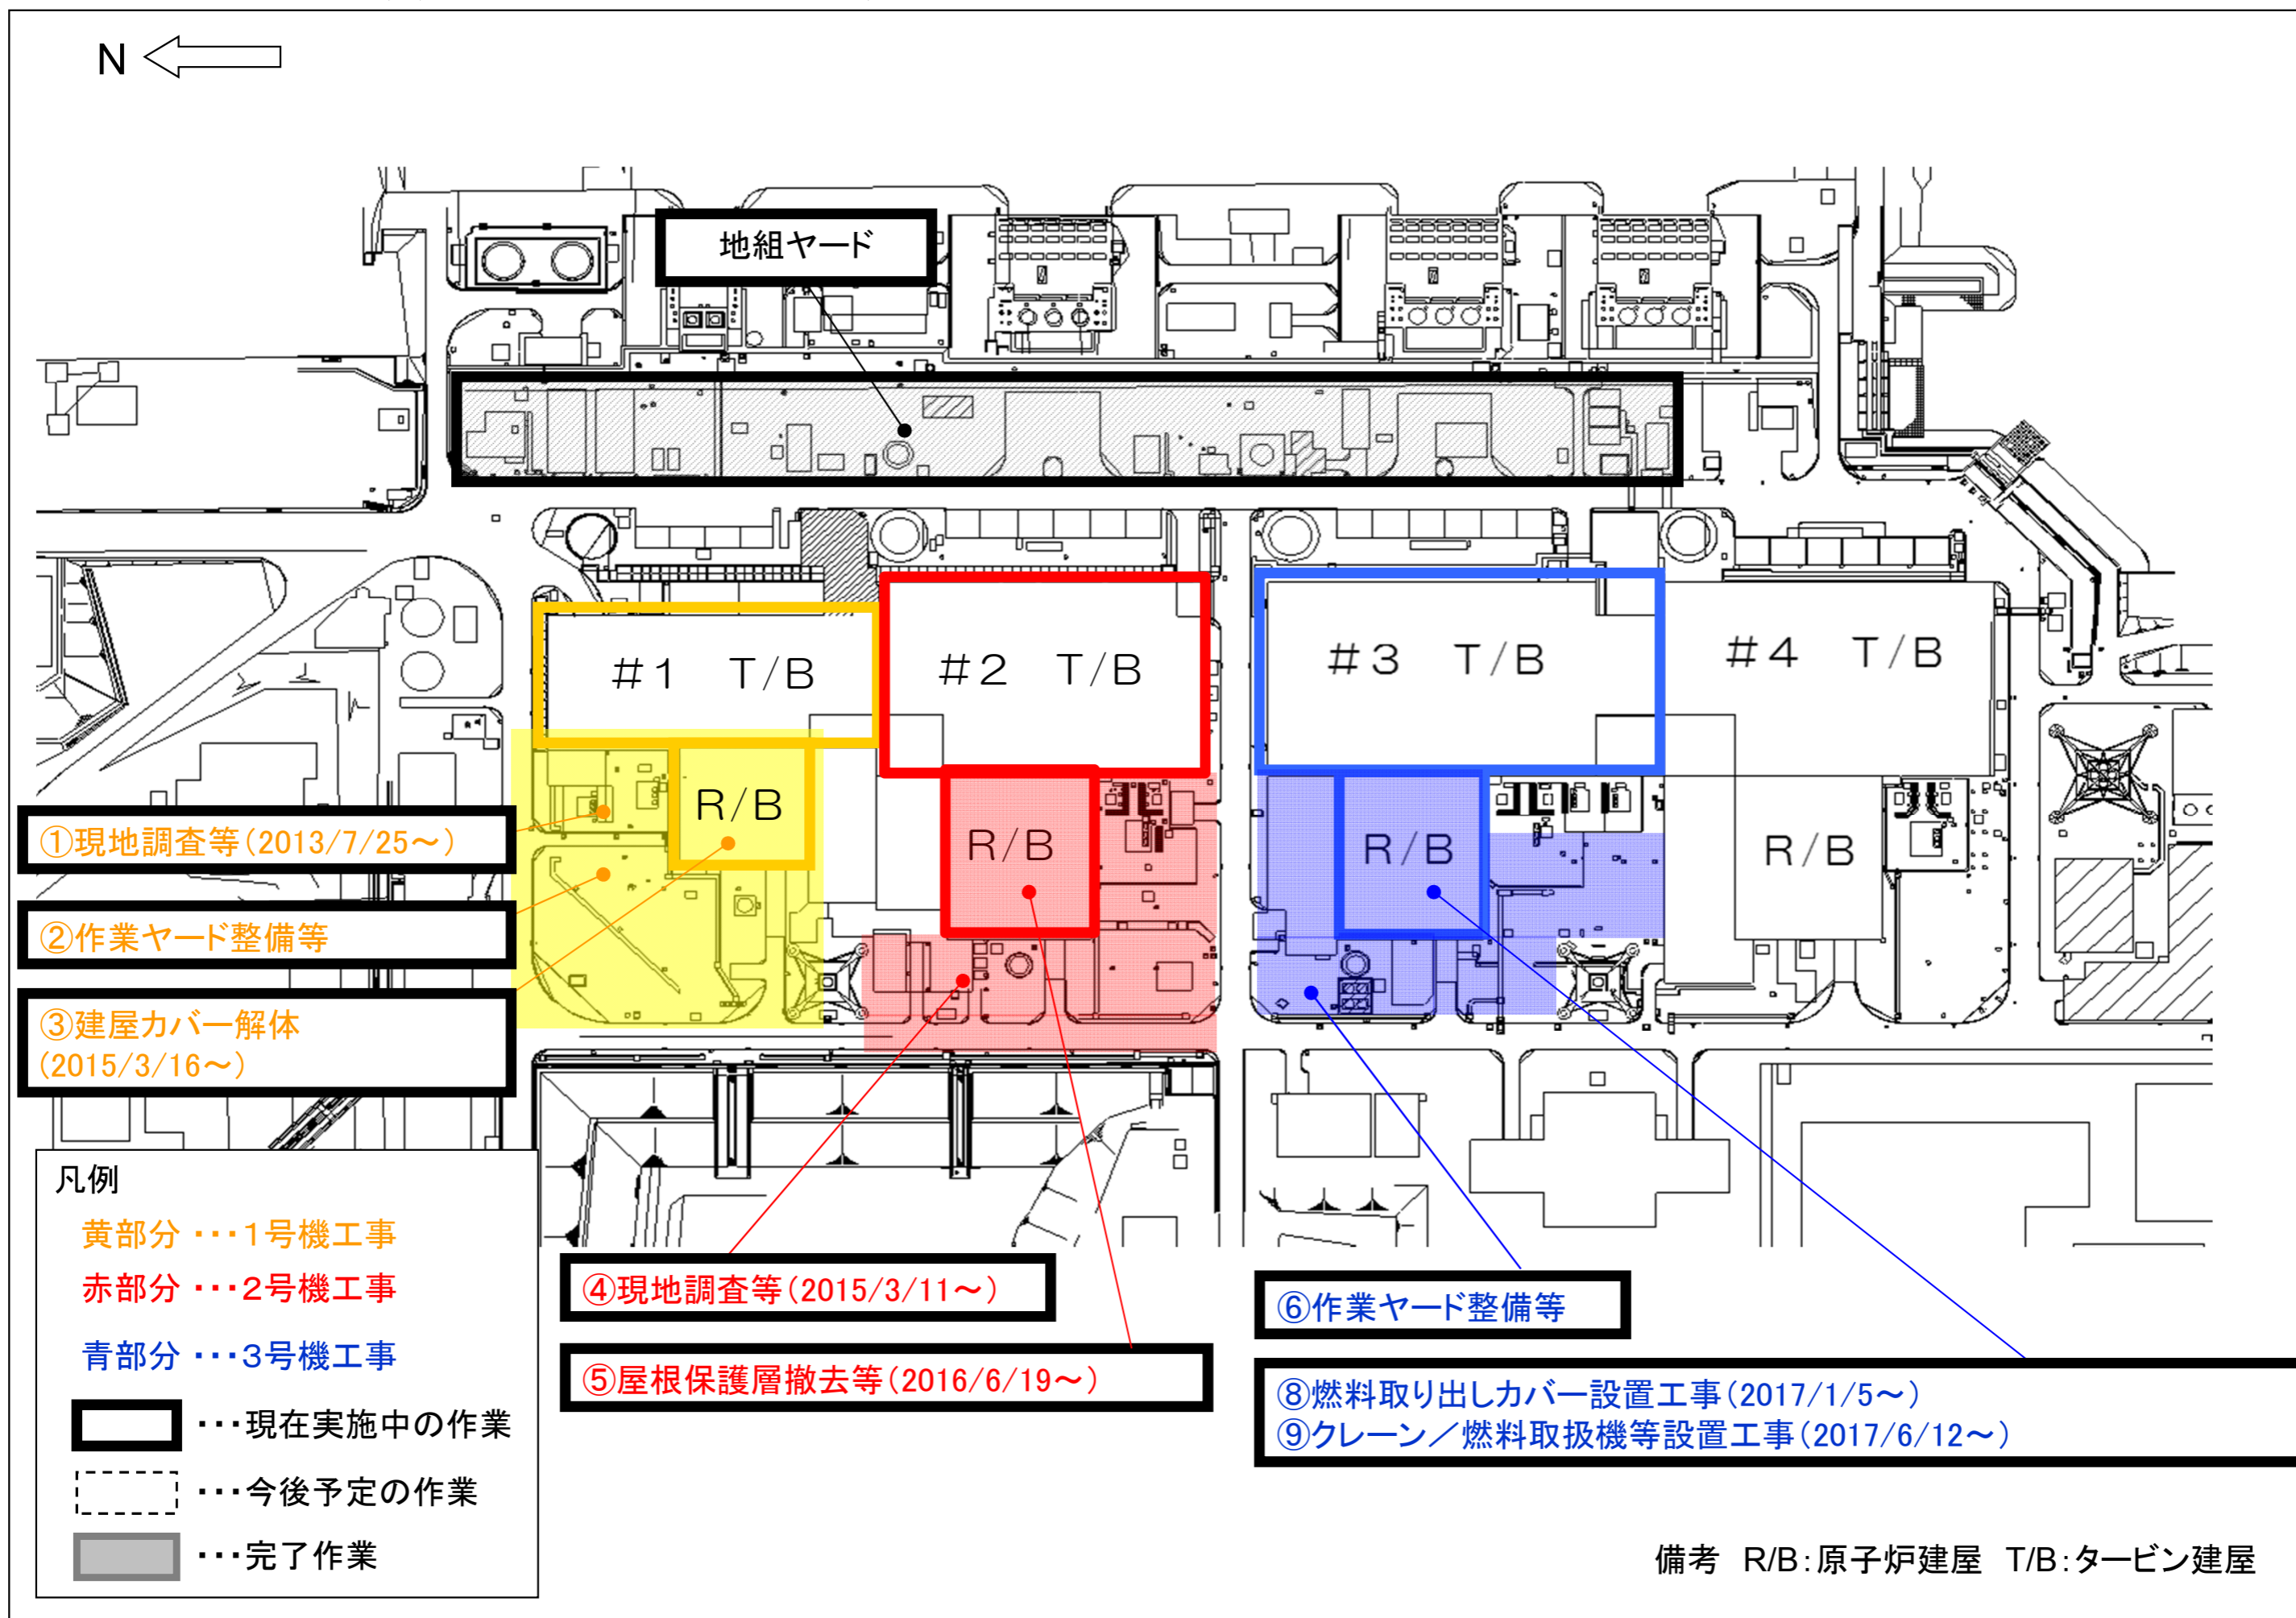 N
地組ヤード
#1 T/B
#2 T/B
#3 T/B
#4 T/B
R/B
R/B
R/B
R/B
①現地調査等(2013/7/25～)
②作業ヤード整備等
③建屋カバー解体
(2015/3/16～)
④現地調査等(2015/3/11～)
⑤屋根保護層撤去等(2016/6/19～)
⑥作業ヤード整備等
⑧燃料取り出しカバー設置工事(2017/1/5～)
⑨クレーン／燃料取扱機等設置工事(2017/6/12～)
凡例
黄部分 ・・・1号機工事
赤部分 ・・・2号機工事
青部分 ・・・3号機工事
・・・現在実施中の作業
・・・今後予定の作業
・・・完了作業
備考 R/B：原子炉建屋 T/B：タービン建屋